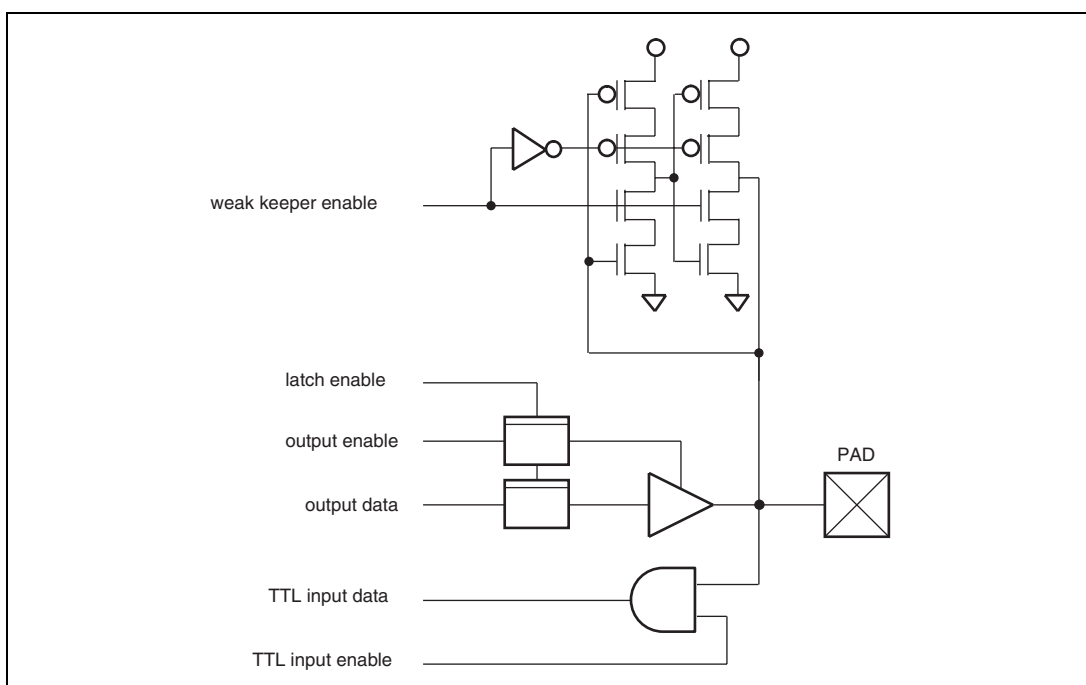 weak keeper enable
latch enable
output enable
PAD
output data
TTL input data
TTL input enable